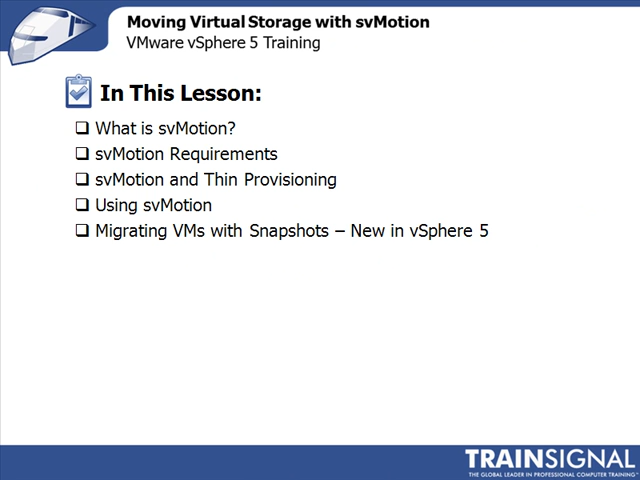 Moving Virtual Storage with svMotion
VMware vSphere 5 Training
In This Lesson:
What is svMotion?
svMotion Requirements
svMotion and Thin Provisioning
Using svMotion
Migrating VMs with Snapshots – New in vSphere 5
TRAINSIGNAL
THE GLOBAL LEADER IN PROFESSIONAL COMPUTER TRAINING